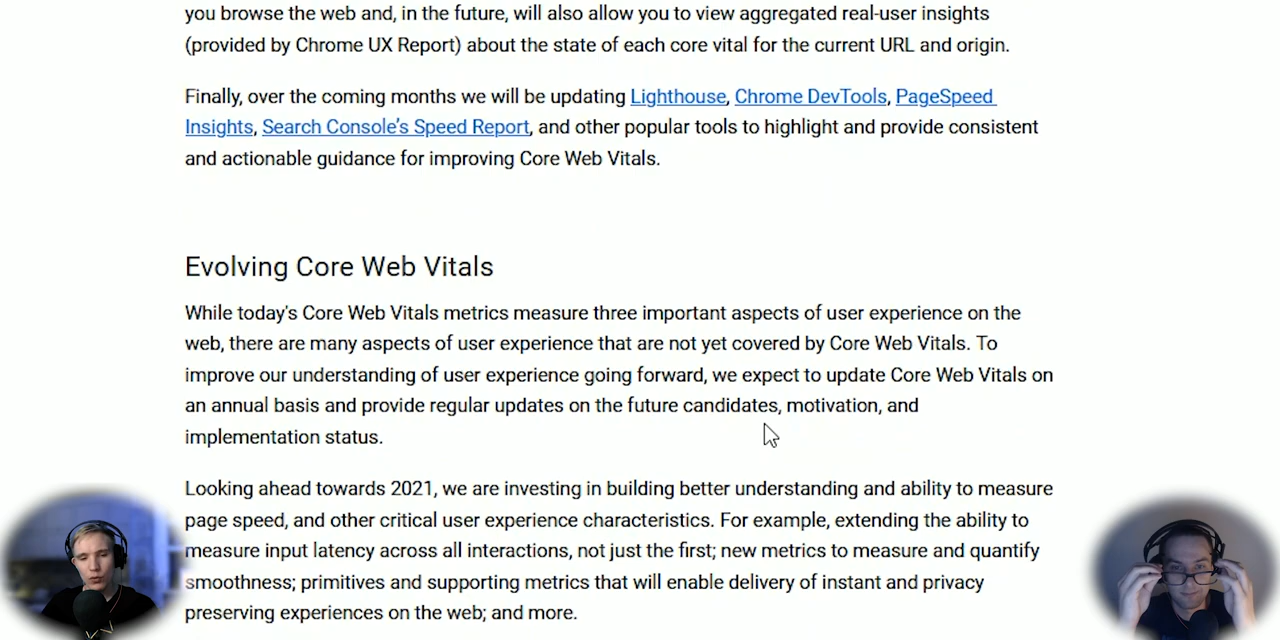 you browse the web and, in the future, will also allow you to view aggregated real-user insights
(provided by Chrome UX Report) about the state of each core vital for the current URL and origin.
Finally, over the coming months we will be updating Lighthouse, Chrome DevTools, PageSpeed
Insights, Search Console’s Speed Report, and other popular tools to highlight and provide consistent
and actionable guidance for improving Core Web Vitals.
Evolving Core Web Vitals
While today's Core Web Vitals metrics measure three important aspects of user experience on the
web, there are many aspects of user experience that are not yet covered by Core Web Vitals. To
improve our understanding of user experience going forward, we expect to update Core Web Vitals on
an annual basis and provide regular updates on the future candidates, motivation, and
implementation status.
Looking ahead towards 2021, we are investing in building better understanding and ability to measure
page speed, and other critical user experience characteristics. For example, extending the ability to
measure input latency across all interactions, not just the first; new metrics to measure and quantify
smoothness; primitives and supporting metrics that will enable delivery of instant and privacy
preserving experiences on the web; and more.